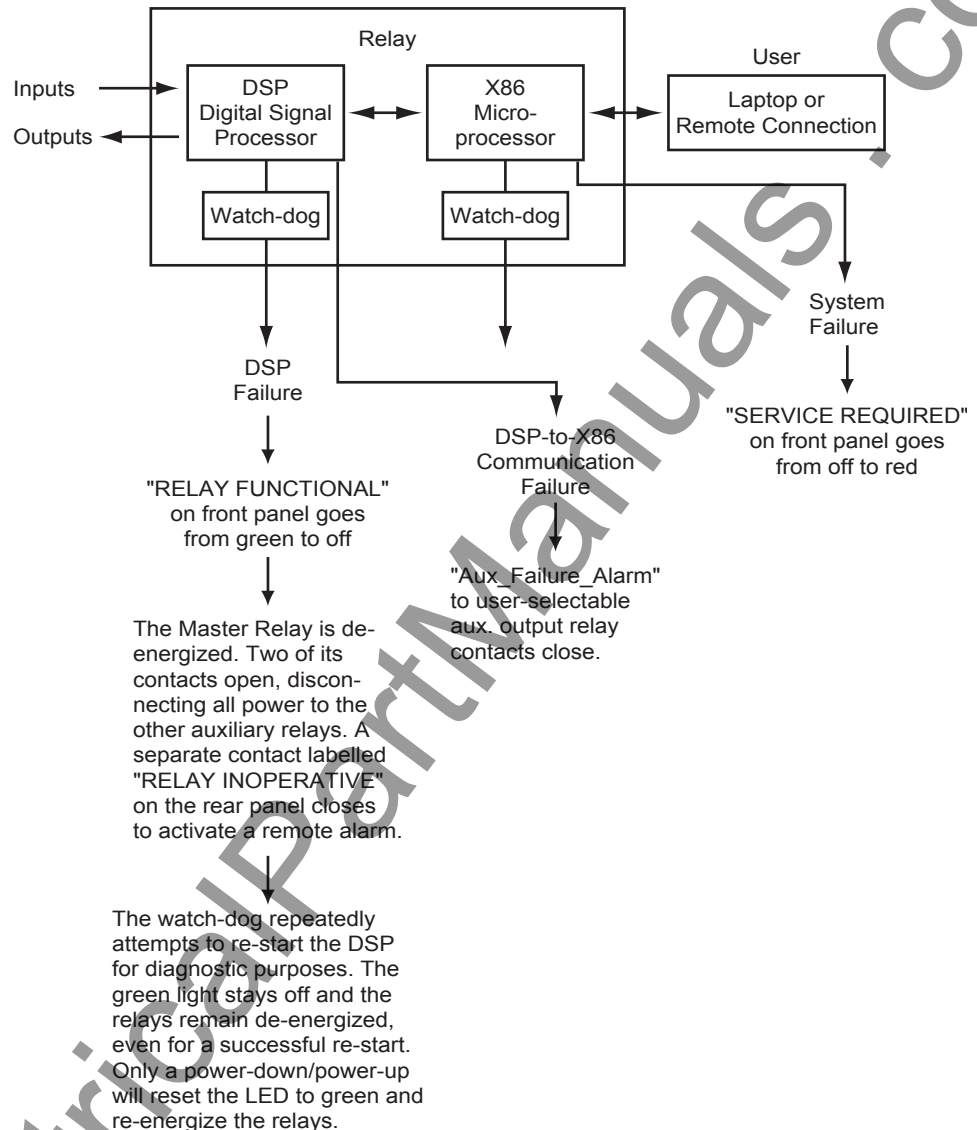 Relay
User
Inputs
Outputs
DSP
Digital Signal
Processor
X86
Micro-
processor
Laptop or
Remote Connection
Watch-dog
Watch-dog
DSP
Failure
"RELAY FUNCTIONAL"
on front panel goes
from green to off
The Master Relay is de-
energized. Two of its
contacts open, discon-
necting all power to the
other auxiliary relays. A
separate contact labelled
"RELAY INOPERATIVE"
on the rear panel closes
to activate a remote alarm.
The watch-dog repeatedly
attempts to re-start the DSP
for diagnostic purposes. The
green light stays off and the
relays remain de-energized,
even for a successful re-start.
Only a power-down/power-up
will reset the LED to green and
re-energize the relays.
DSP-to-X86
Communication
Failure
"Aux_Failure_Alarm"
to user-selectable
aux. output relay
contacts close.
System
Failure
"SERVICE REQUIRED"
on front panel goes
from off to red
tricalPartManuals . co